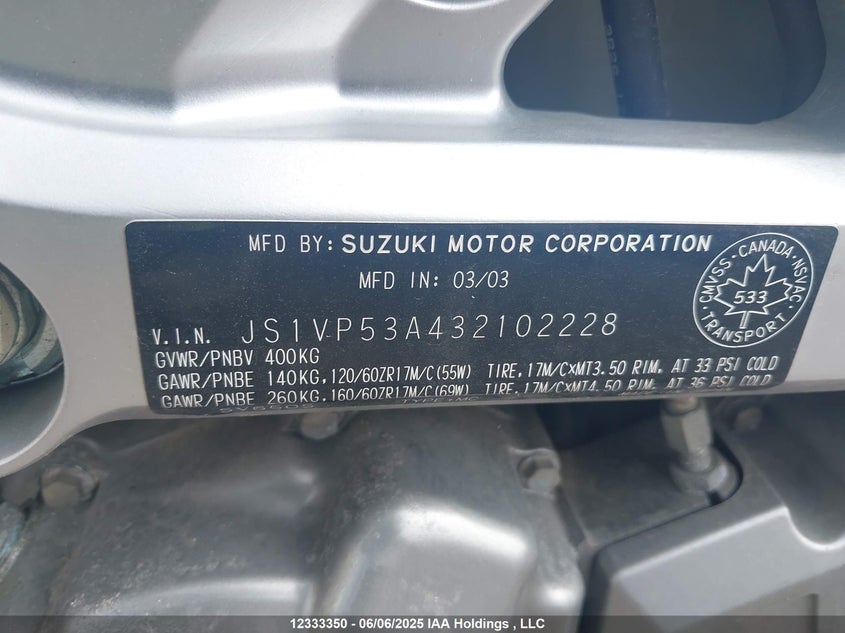 MFD BY: SUZUKI MOTOR CORPORATION
MFD IN: 03/03
V.I.N. JS1VP53A432102228
GVWR/PNBV 400KG
GAWR/PNBE 140KG,120/60ZR17M/C(55W) TIRE,17M/C×MT3.50 RIM, AT 33 PSI COLD
GAWR/PNBE 260KG,160/60ZR17M/C(69W) TIRE,17M/C×MT4.50 RIM, AT 36 PSI COLD
CMVSS · CANADA · NSVAC
533
TRANSPORT
12333350 - 06/06/2025 IAA Holdings , LLC